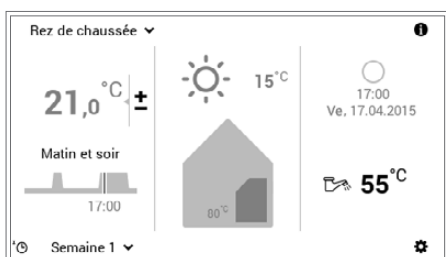 Rez de chaussée
21,0 °C ±
Matin et soir
17:00
Semaine 1
15 °C
80 °C
17:00
Ve, 17.04.2015
55 °C